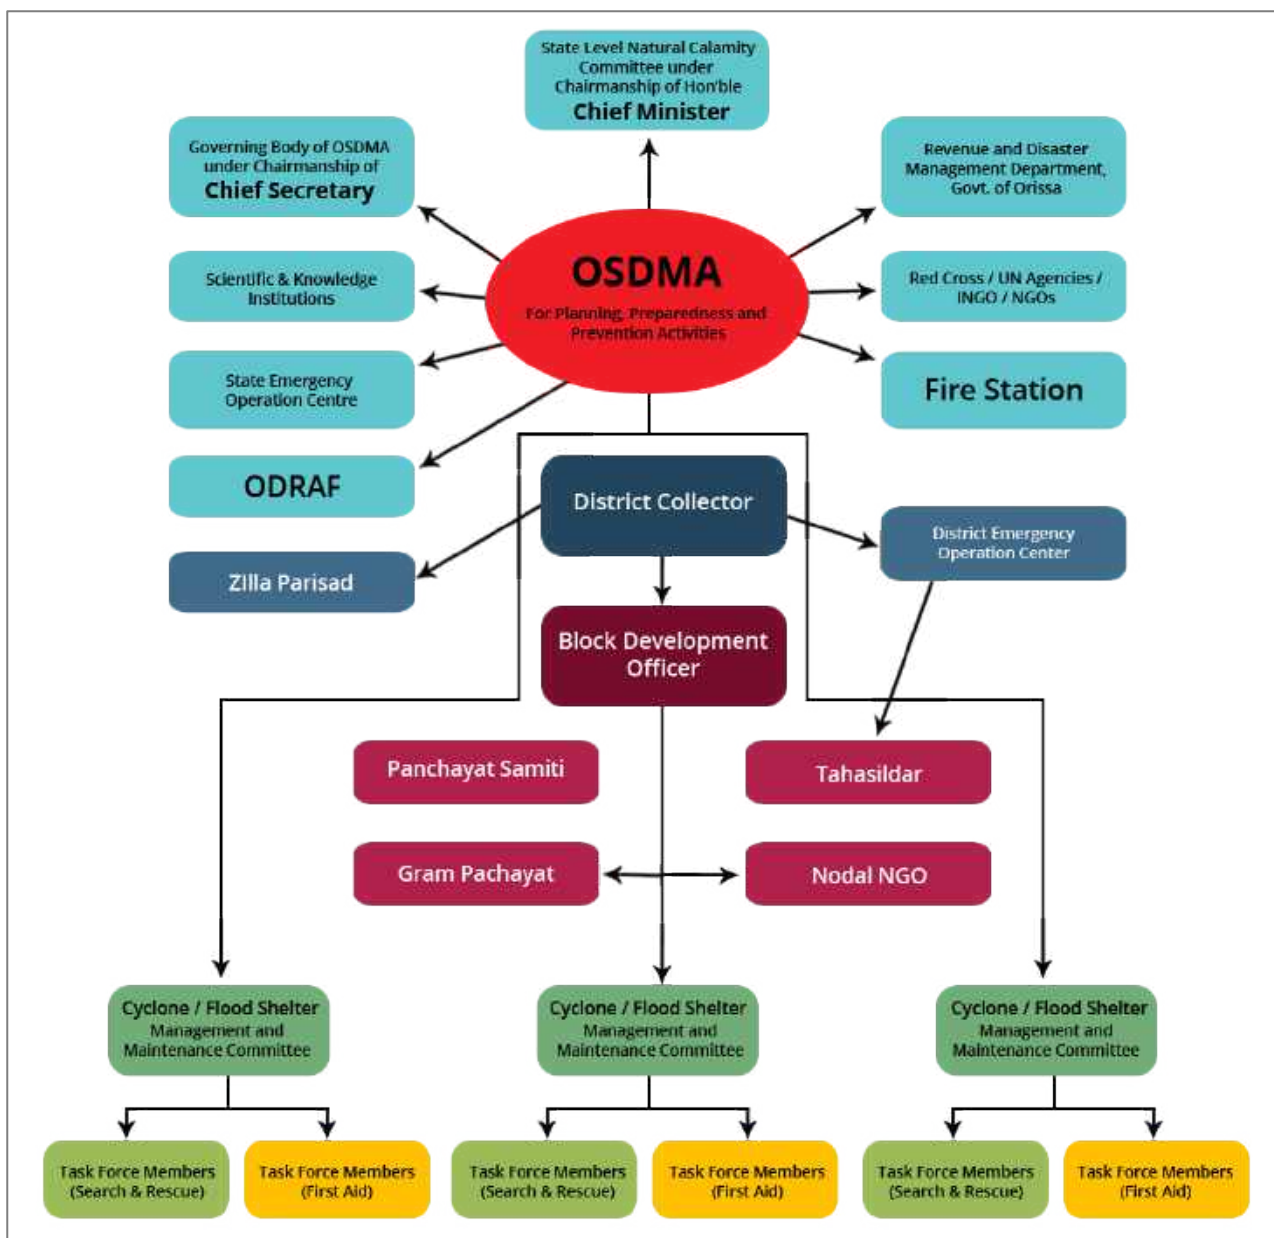 State Level Natural Calamity
Committee under
Chairmanship of Hon'ble
Chief Minister
Governing Body of OSDMA
under Chairmanship of
Chief Secretary
Revenue and Disaster
Management Department,
Govt. of Orissa
OSDMA
For Planning, Preparedness and
Prevention Activities
Scientific & Knowledge
Institutions
Red Cross / UN Agencies /
INGO / NGOs
State Emergency
Operation Centre
Fire Station
ODRAF
District Collector
District Emergency
Operation Center
Zilla Parisad
Block Development
Officer
Panchayat Samiti
Tahasildar
Gram Pachayat
Nodal NGO
Cyclone / Flood Shelter
Management and
Maintenance Committee
Cyclone / Flood Shelter
Management and
Maintenance Committee
Cyclone / Flood Shelter
Management and
Maintenance Committee
Task Force Members
(Search & Rescue)
Task Force Members
(First Aid)
Task Force Members
(Search & Rescue)
Task Force Members
(First Aid)
Task Force Members
(Search & Rescue)
Task Force Members
(First Aid)